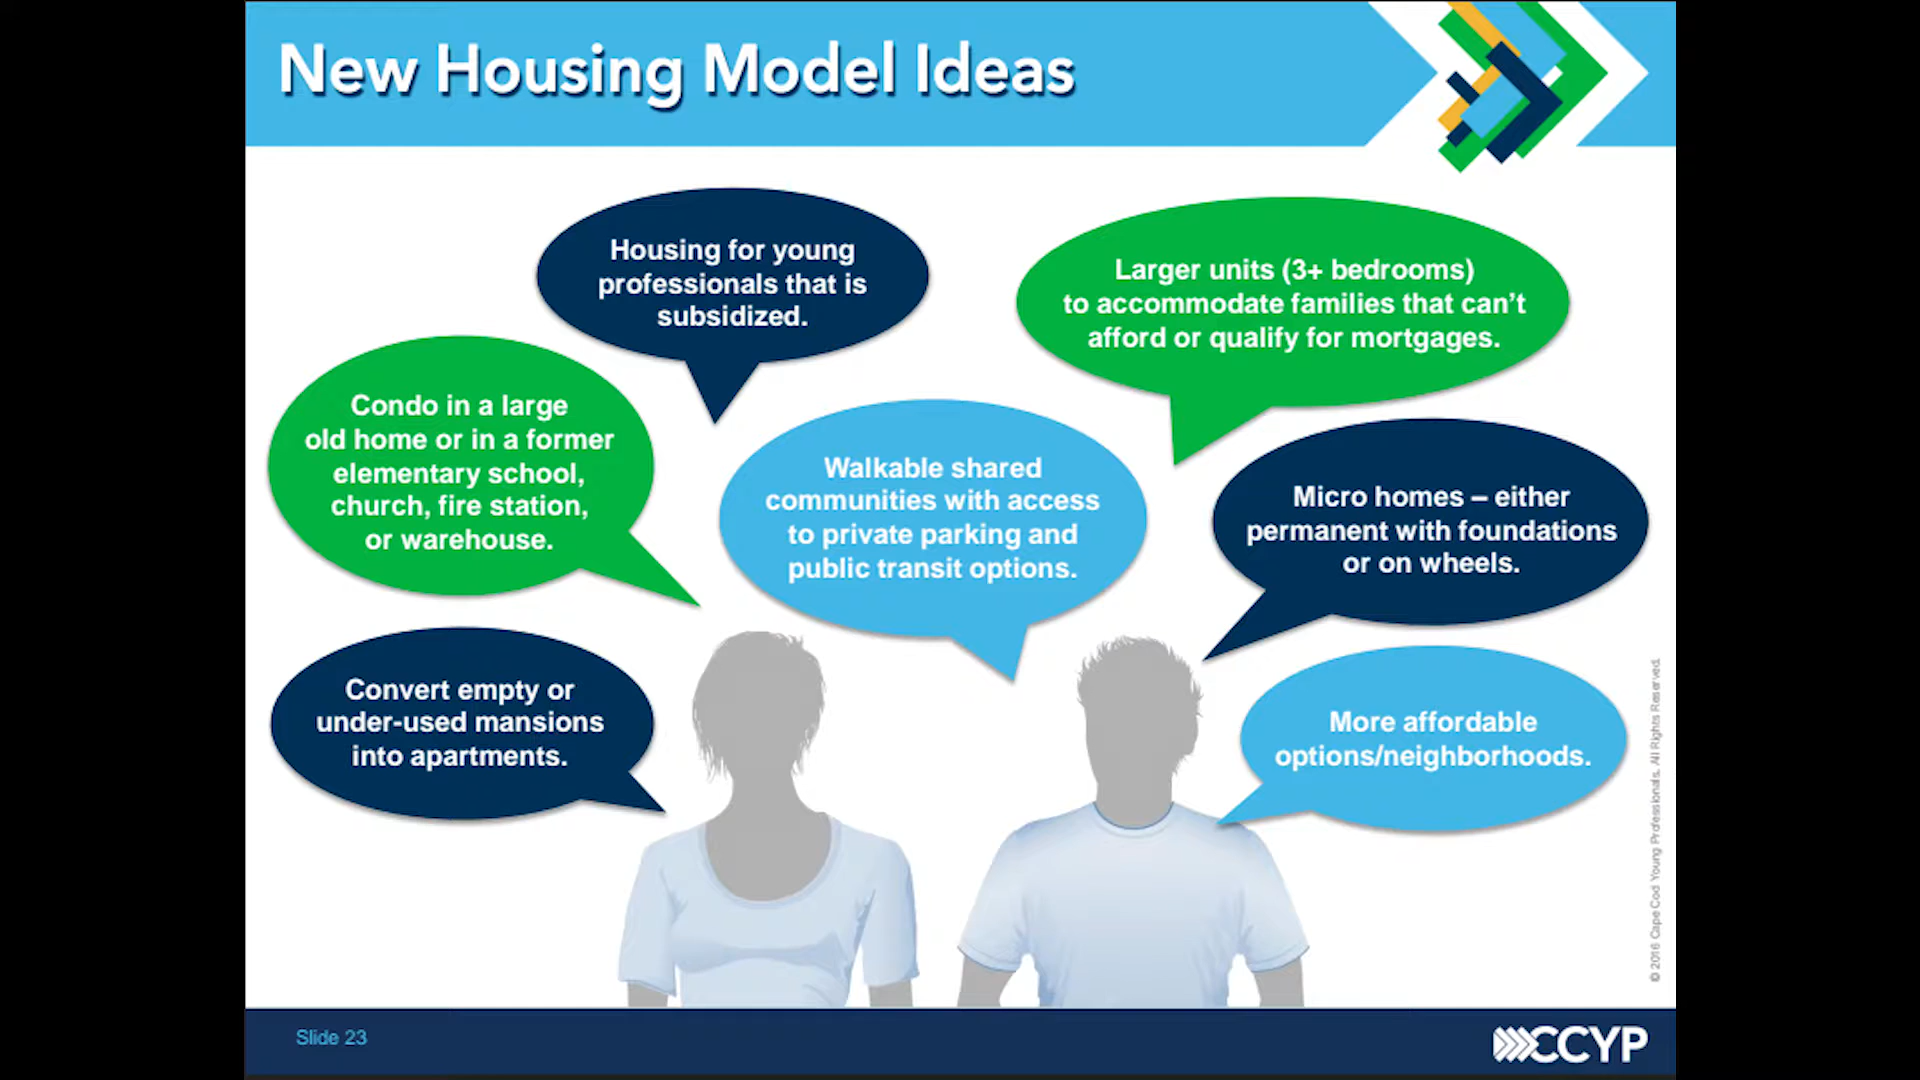 New Housing Model Ideas
Housing for young
professionals that is
subsidized.
Larger units (3+ bedrooms)
to accommodate families that can’t
afford or qualify for mortgages.
Condo in a large
old home or in a former
elementary school,
church, fire station,
or warehouse.
Walkable shared
communities with access
to private parking and
public transit options.
Micro homes – either
permanent with foundations
or on wheels.
Convert empty or
under-used mansions
into apartments.
More affordable
options/neighborhoods.
© 2016 Cape Cod Young Professionals. All Rights Reserved.
Slide 23
CCYP